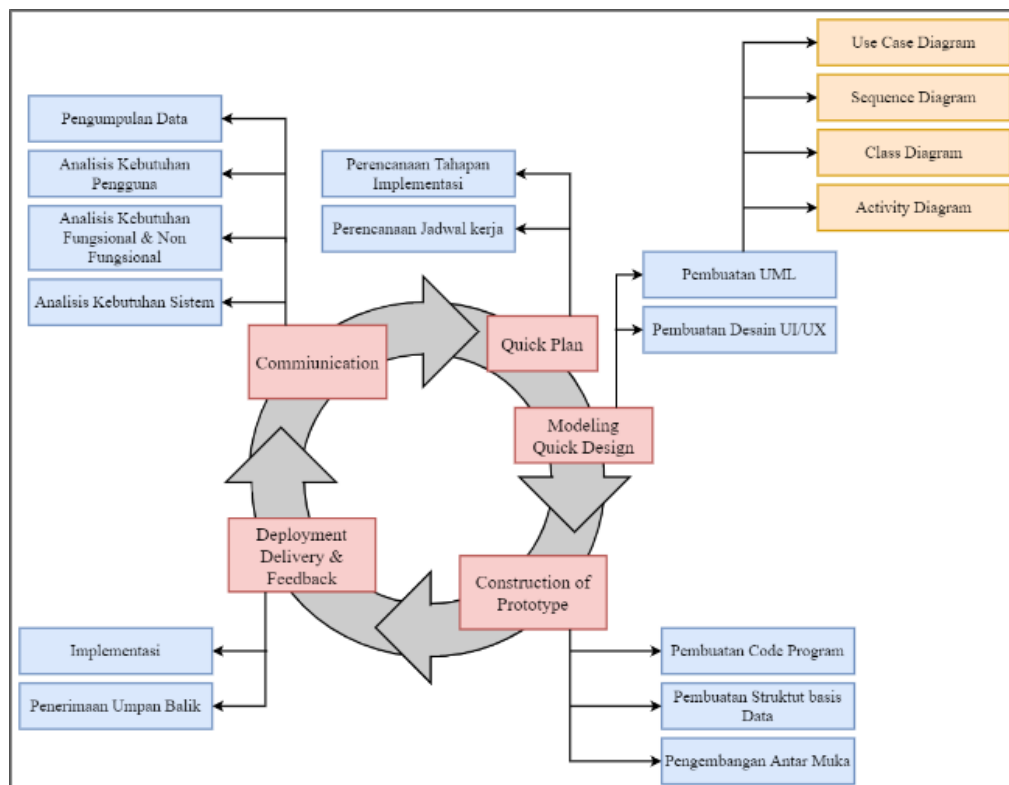 Use Case Diagram
Sequence Diagram
Class Diagram
Activity Diagram
Pengumpulan Data
Analisis Kebutuhan
Pengguna
Analisis Kebutuhan
Fungsional & Non
Fungsional
Analisis Kebutuhan Sistem
Perencanaan Tahapan
Implementasi
Perencanaan Jadwal kerja
Pembuatan UML
Pembuatan Desain UI/UX
Commiunication
Quick Plan
Modeling
Quick Design
Deployment
Delivery &
Feedback
Construction of
Prototype
Implementasi
Penerimaan Umpan Balik
Pembuatan Code Program
Pembuatan Struktut basis
Data
Pengembangan Antar Muka